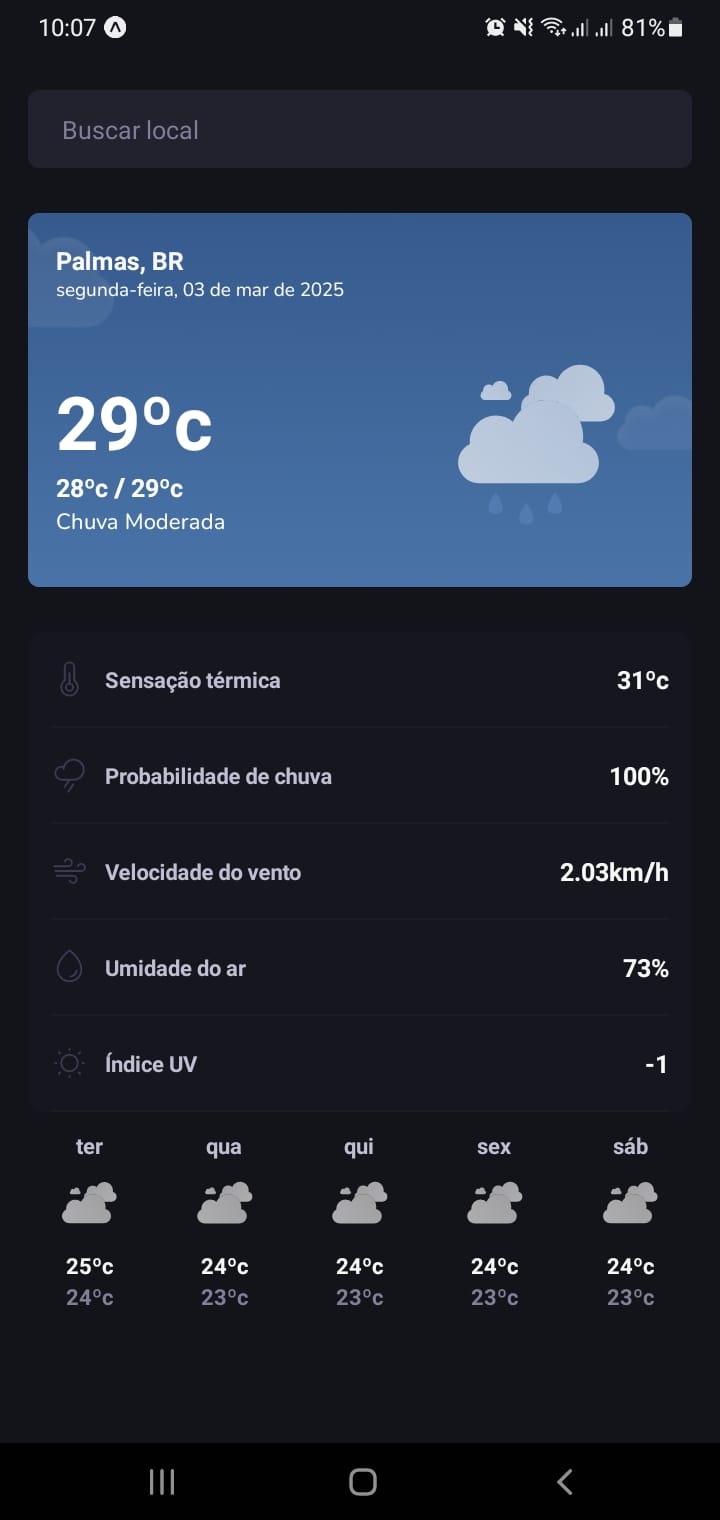 10:07
81%
Buscar local
Palmas, BR
segunda-feira, 03 de mar de 2025
29ºc
28ºc / 29ºc
Chuva Moderada
Sensação térmica 31ºc
Probabilidade de chuva 100%
Velocidade do vento 2.03km/h
Umidade do ar 73%
Índice UV -1
ter qua qui sex sáb
25ºc 24ºc 24ºc 24ºc 24ºc
24ºc 23ºc 23ºc 23ºc 23ºc